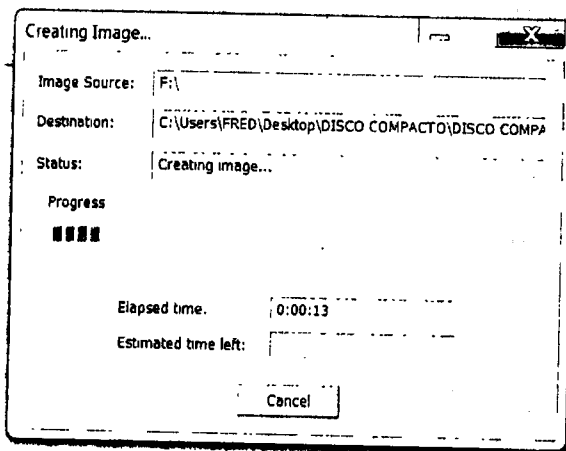 Creating Image...
Image Source: F:\
Destination: C:\Users\FRED\Desktop\DISCO COMPACTO\DISCO COMPA
Status: Creating image...
Progress
Elapsed time. 0:00:13
Estimated time left:
Cancel